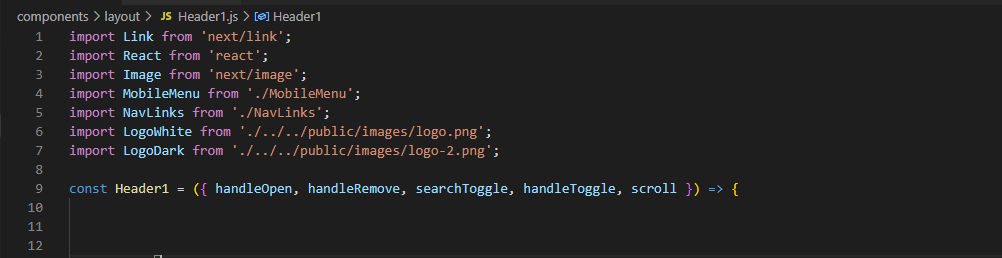 components > layout > JS Header1.js > Header1
1 import Link from 'next/link';
2 import React from 'react';
3 import Image from 'next/image';
4 import MobileMenu from './MobileMenu';
5 import NavLinks from './NavLinks';
6 import LogoWhite from './../../public/images/logo.png';
7 import LogoDark from './../../public/images/logo-2.png';
8
9 const Header1 = ({ handleOpen, handleRemove, searchToggle, handleToggle, scroll }) => {
10
11
12